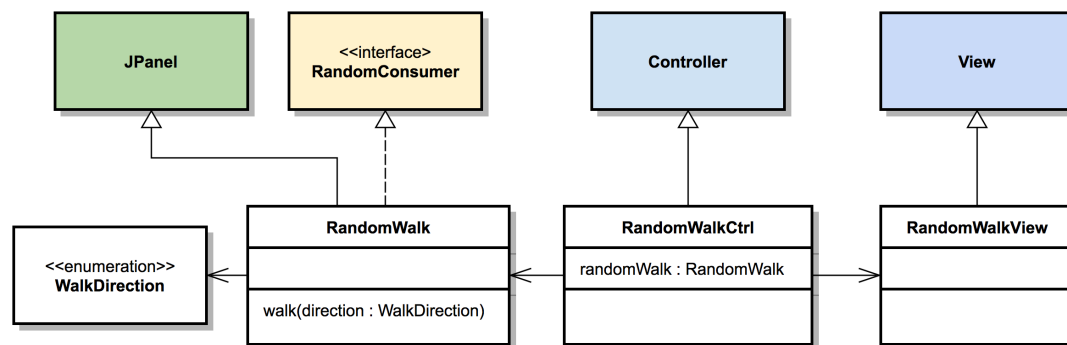 JPanel
<<interface>
RandomConsumer
Controller
View
<<enumeration>>
WalkDirection
RandomWalk
walk(direction : WalkDirection)
RandomWalkCtrl
randomWalk : RandomWalk
RandomWalkView